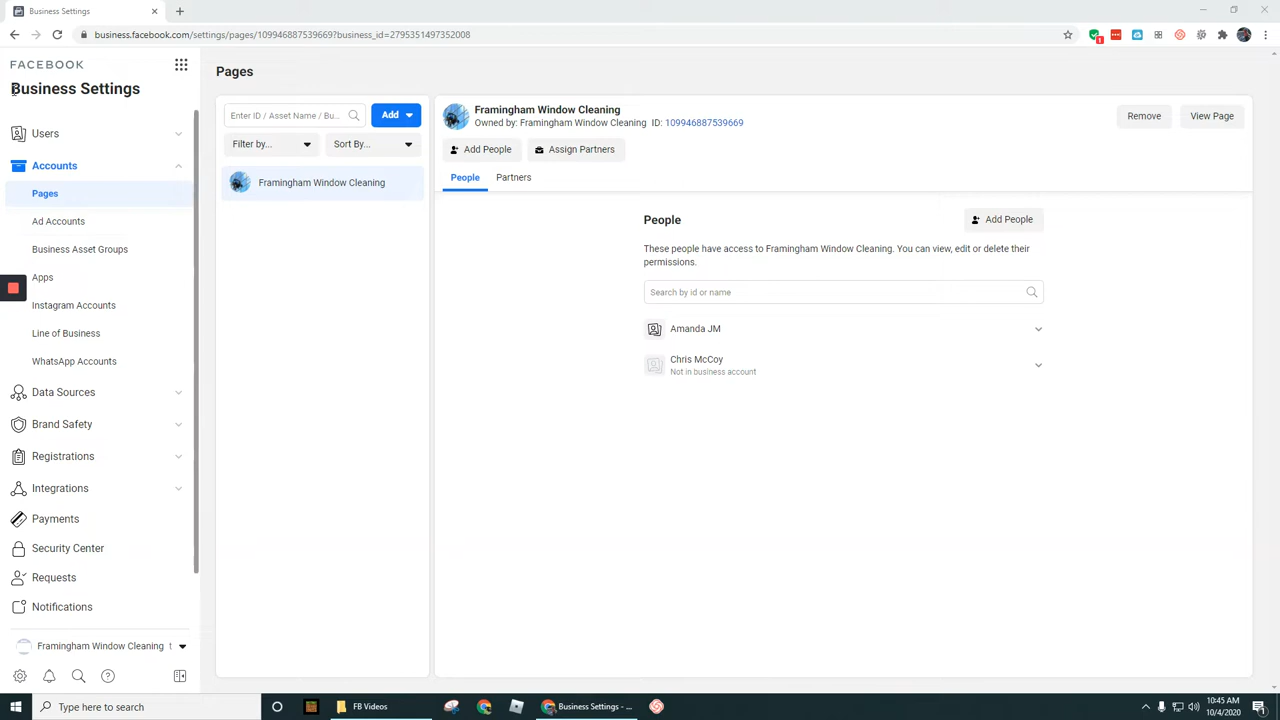 Business Settings
business.facebook.com/settings/pages/109946887539669?business_id=2795351497352008
1
FACEBOOK
Business Settings
Users
Accounts
Pages
Ad Accounts
Business Asset Groups
Apps
Instagram Accounts
Line of Business
WhatsApp Accounts
Data Sources
Brand Safety
Registrations
Integrations
Payments
Security Center
Requests
Notifications
Framingham Window Cleaning t
Pages
Enter ID / Asset Name / Bu...
Add
Filter by...
Sort By...
Framingham Window Cleaning
Framingham Window Cleaning
Owned by: Framingham Window Cleaning ID: 109946887539669
Remove
View Page
Add People
Assign Partners
People
Partners
People
Add People
These people have access to Framingham Window Cleaning. You can view, edit or delete their
permissions.
Search by id or name
Amanda JM
Chris McCoy
Not in business account
Type here to search
FB Videos
Business Settings - ...
10:45 AM
10/4/2020
1